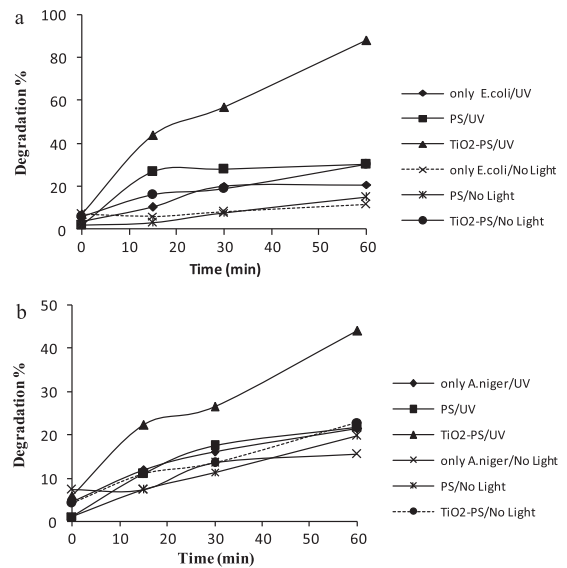 a
100
80
60
40
20
0
Degradation %
0 10 20 30 40 50 60
Time (min)
only E.coli/UV
PS/UV
TiO2-PS/UV
only E.coli/No Light
PS/No Light
TiO2-PS/No Light
b
50
40
30
20
10
0
Degradation %
0 10 20 30 40 50 60
Time (min)
only A.niger/UV
PS/UV
TiO2-PS/UV
only A.niger/No Light
PS/No Light
TiO2-PS/No Light